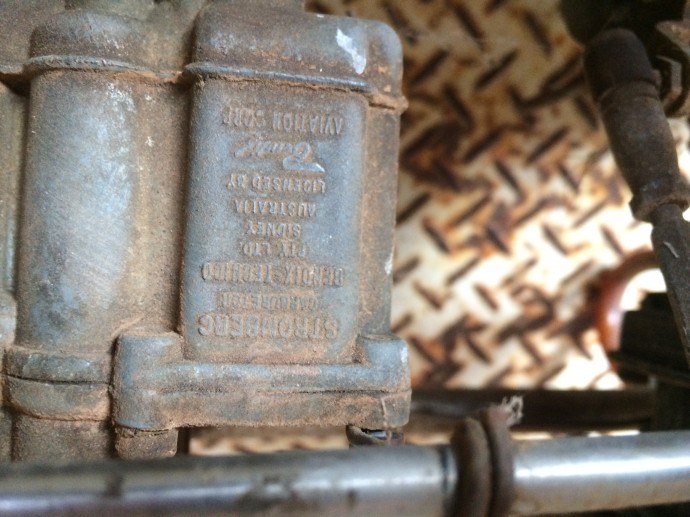 STROMBERG
CARBURETOR
BENDIX-TECNICO
PTY. LTD.
SIDNEY
AUSTRALIA
LICENSED BY
Bendix
AVIATION CORP